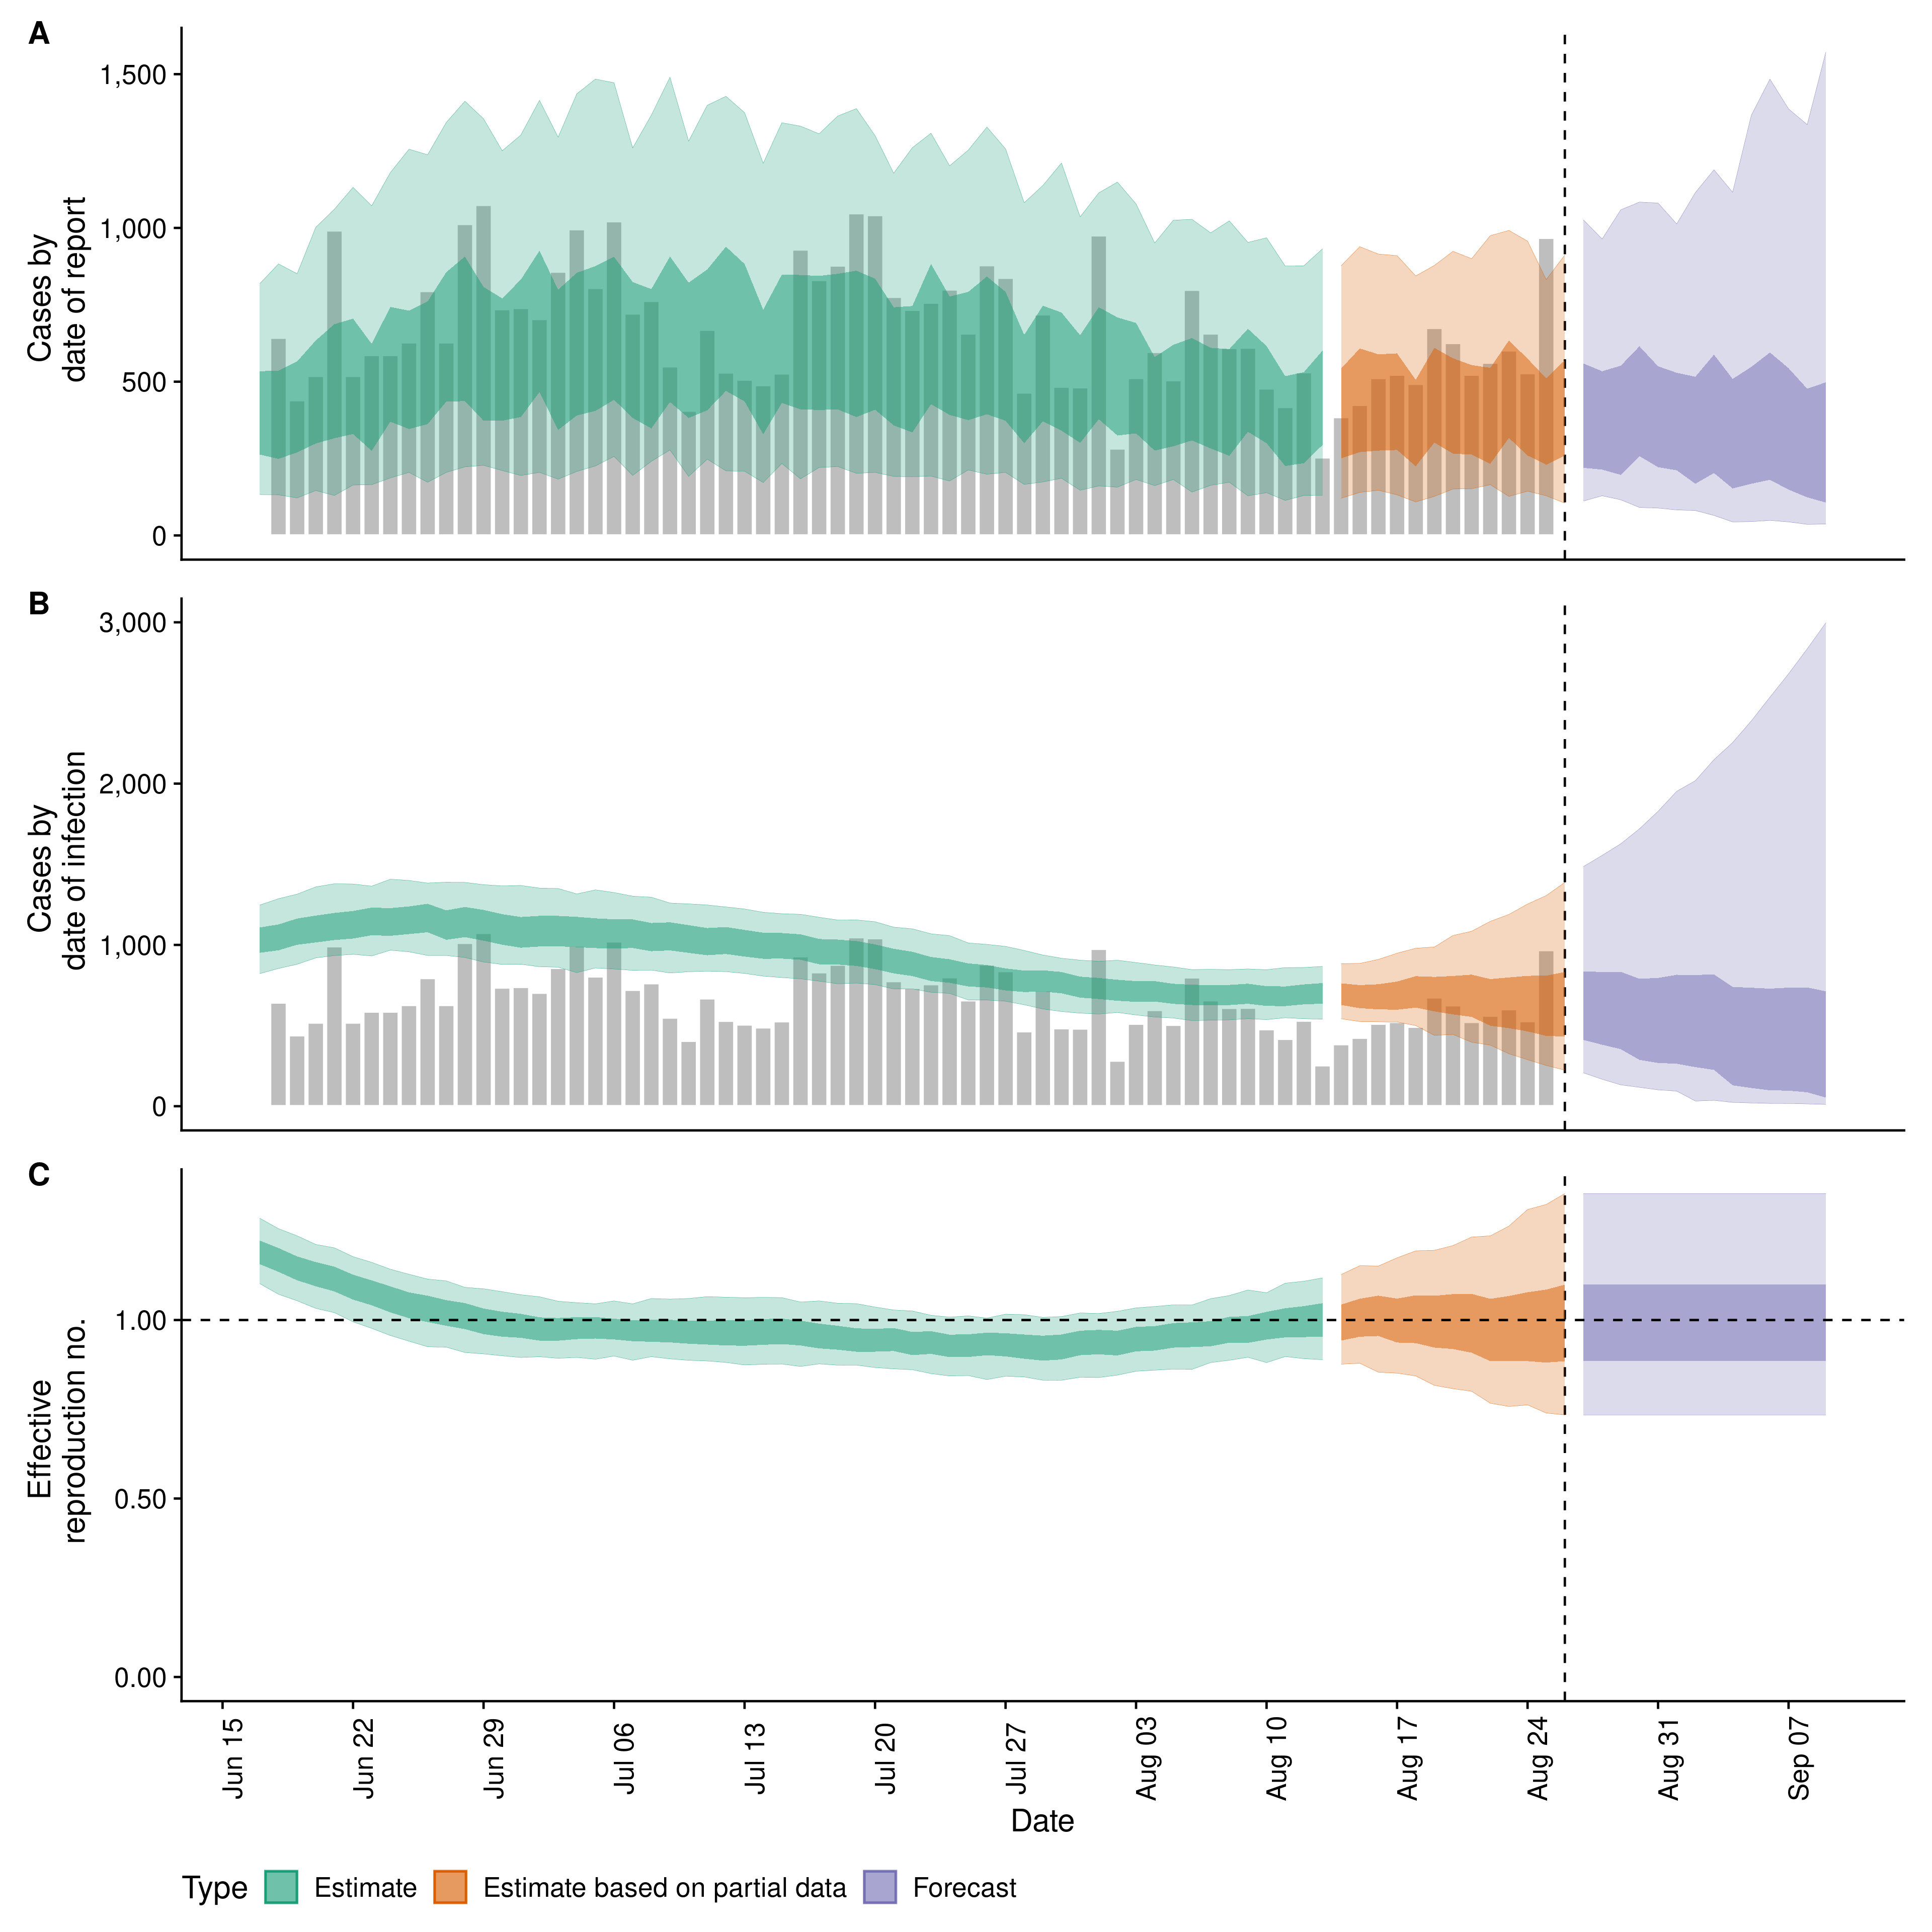 A
Cases by
date of report
1,500
1,000
500
0
B
Cases by
date of infection
3,000
2,000
1,000
0
C
Effective
reproduction no.
1.00
0.50
0.00
Jun 15
Jun 22
Jun 29
Jul 06
Jul 13
Jul 20
Jul 27
Aug 03
Aug 10
Aug 17
Aug 24
Aug 31
Sep 07
Date
Type Estimate Estimate based on partial data Forecast